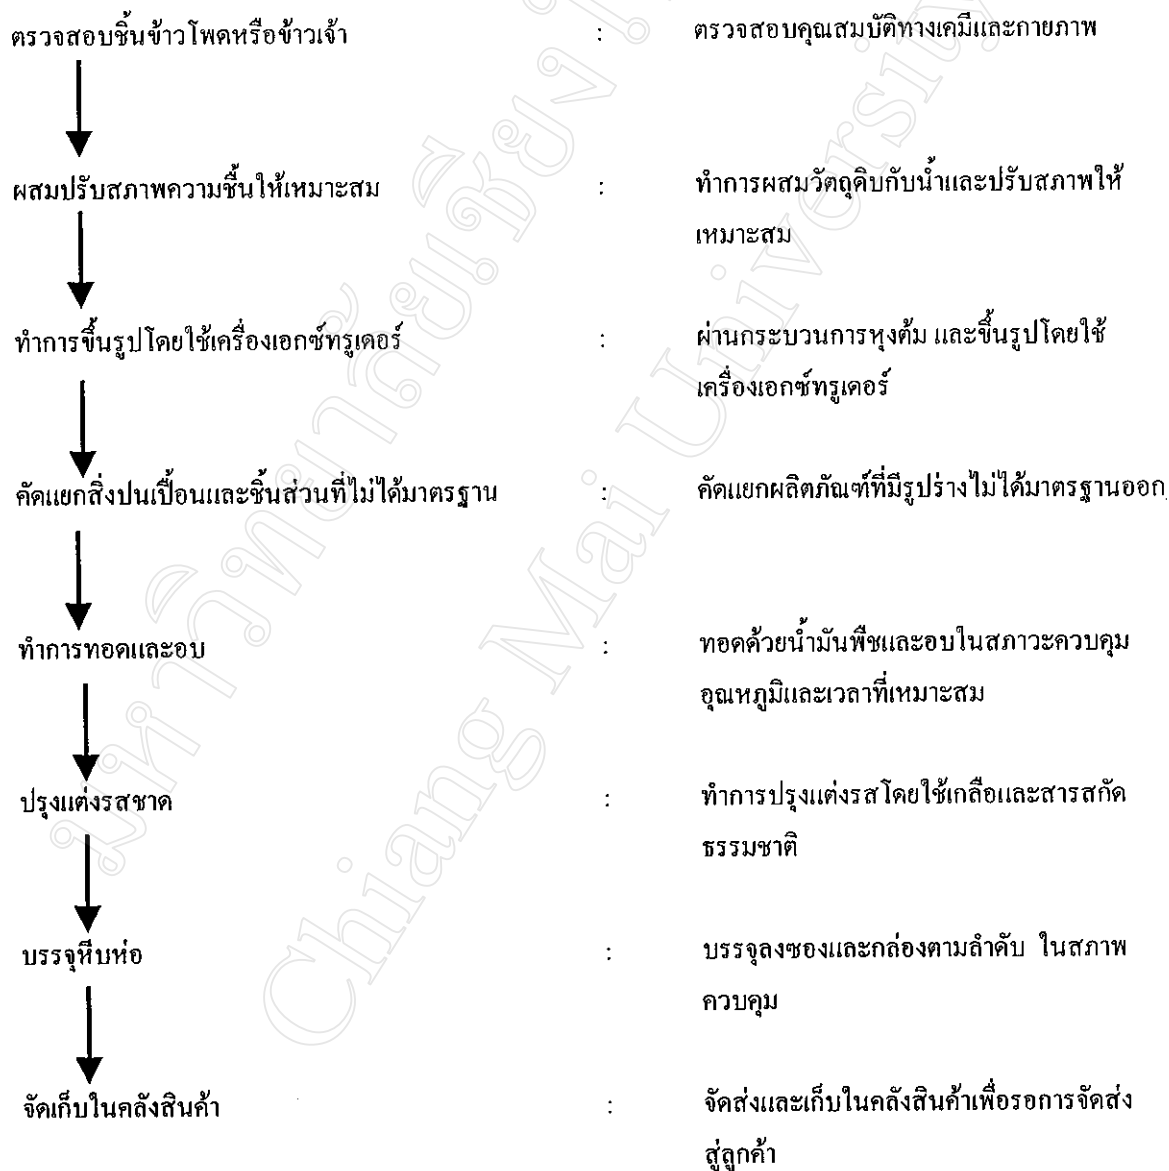 ตรวจสอบชิ้นข้าวโพดหรือข้าวเจ้า : ตรวจสอบคุณสมบัติทางเคมีและกายภาพ
ผสมปรับสภาพความชื้นให้เหมาะสม : ทำการผสมวัตถุดิบกับน้ำและปรับสภาพให้
เหมาะสม
ทำการขึ้นรูปโดยใช้เครื่องเอกซ์ทรูเดอร์ : ผ่านกระบวนการหุงต้ม และขึ้นรูปโดยใช้
เครื่องเอกซ์ทรูเดอร์
คัดแยกสิ่งปนเปื้อนและชิ้นส่วนที่ไม่ได้มาตรฐาน : คัดแยกผลิตภัณฑ์ที่มีรูปร่างไม่ได้มาตรฐานออก
ทำการทอดและอบ : ทอดด้วยน้ำมันพืชและอบในสภาวะควบคุม
อุณหภูมิและเวลาที่เหมาะสม
ปรุงแต่งรสชาด : ทำการปรุงแต่งรสโดยใช้เกลือและสารสกัด
ธรรมชาติ
บรรจุหีบห่อ : บรรจุลงซองและกล่องตามลำดับ ในสภาพ
ควบคุม
จัดเก็บในคลังสินค้า : จัดส่งและเก็บในคลังสินค้าเพื่อรอการจัดส่ง
สู่ลูกค้า
มหาวิทยาลัยเชียงใหม่
Chiang Mai University